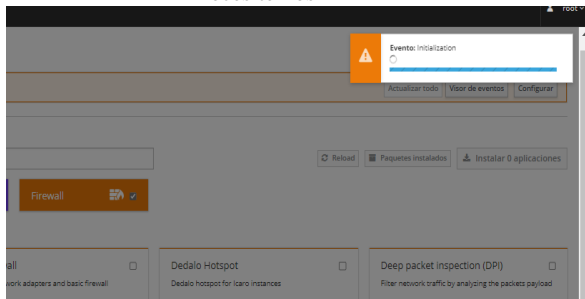 root
Evento: Initialization
Actualizar todo Visor de eventos Configurar
Reload Paquetes instalados Instalar 0 aplicaciones
Firewall
all Dedalo Hotspot Deep packet inspection (DPI)
work adapters and basic firewall Dedalo hotspot for Icaro instances Filter network traffic by analyzing the packets payload